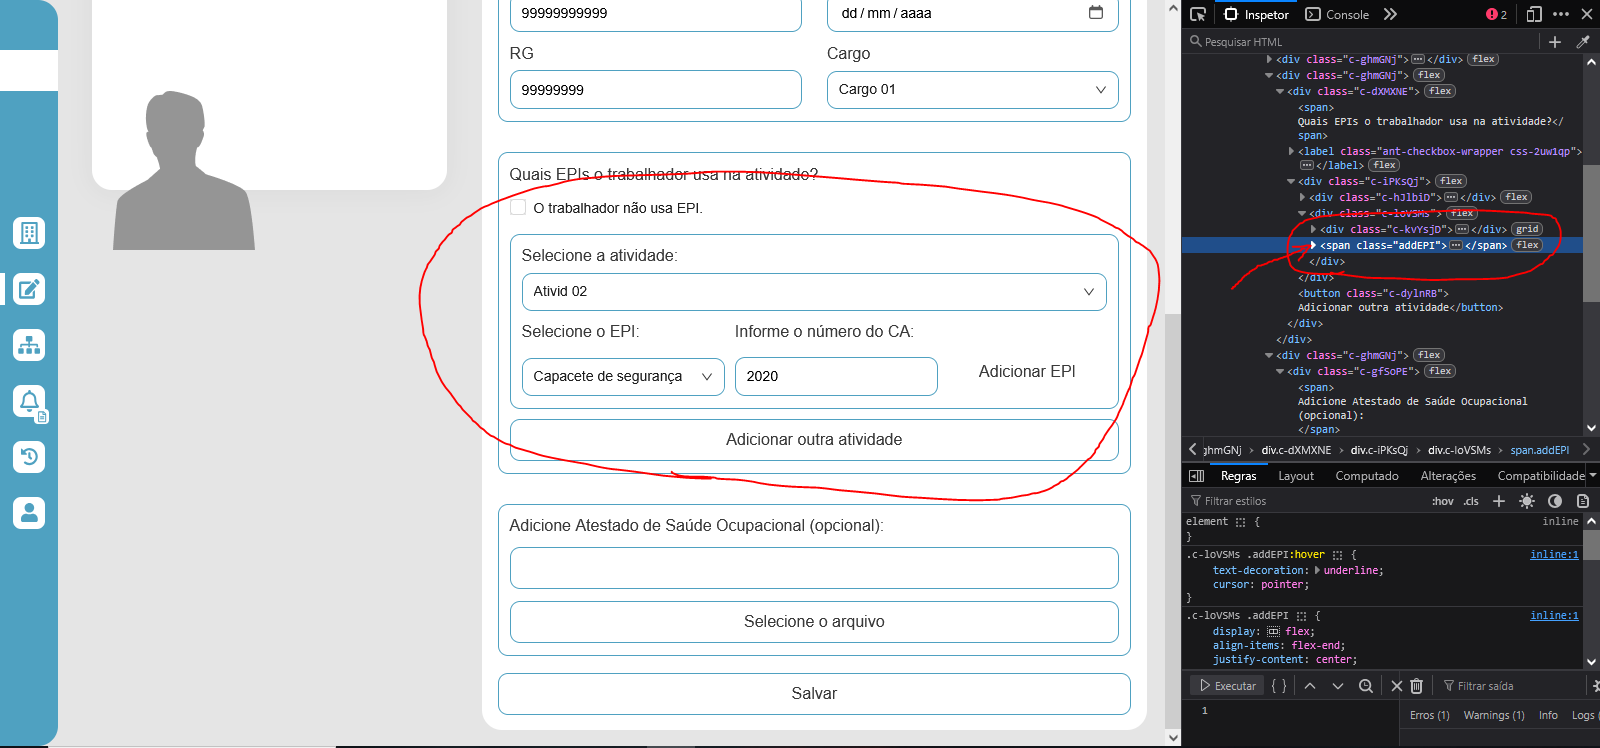 99999999999
dd / mm / aaaa
RG
Cargo
99999999
Cargo 01
Quais EPIs o trabalhador usa na atividade?
O trabalhador não usa EPI.
Selecione a atividade:
Ativid 02
Selecione o EPI:
Informe o número do CA:
Capacete de segurança
2020
Adicionar EPI
Adicionar outra atividade
Adicione Atestado de Saúde Ocupacional (opcional):
Selecione o arquivo
Salvar
Inspetor
Console
2
Pesquisar HTML
<div class="c-ghmGNj"> </div> flex
<div class="c-ghmGNj"> flex
<div class="c-dXMXNE"> flex
<span>
Quais EPIs o trabalhador usa na atividade?</
span>
<label class="ant-checkbox-wrapper css-2uw1qp">
</label> flex
<div class="c-iPKsQj"> flex
<div class="c-hJlbiD"> </div> flex
<div class="c-loVSMs"> flex
<div class="c-kvYsjD"> </div> grid
<span class="addEPI"> </span> flex
</div>
</div>
<button class="c-dylnRB">
Adicionar outra atividade</button>
</div>
</div>
<div class="c-ghmGNj"> flex
<div class="c-gfSoPE"> flex
<span>
Adicione Atestado de Saúde Ocupacional
(opcional):
</span>
ghmGNj > div.c-dXMXNE > div.c-iPKsQj > div.c-loVSMs > span.addEPI
Regras
Layout
Computado
Alterações
Compatibilidade
Filtrar estilos
:hov
.cls
element {
inline
}
.c-loVSMs .addEPI:hover {
inline:1
text-decoration: underline;
cursor: pointer;
}
.c-loVSMs .addEPI {
inline:1
display: flex;
align-items: flex-end;
justify-content: center;
Executar
{ }
Filtrar saída
1
Erros (1)
Warnings (1)
Info
Logs (